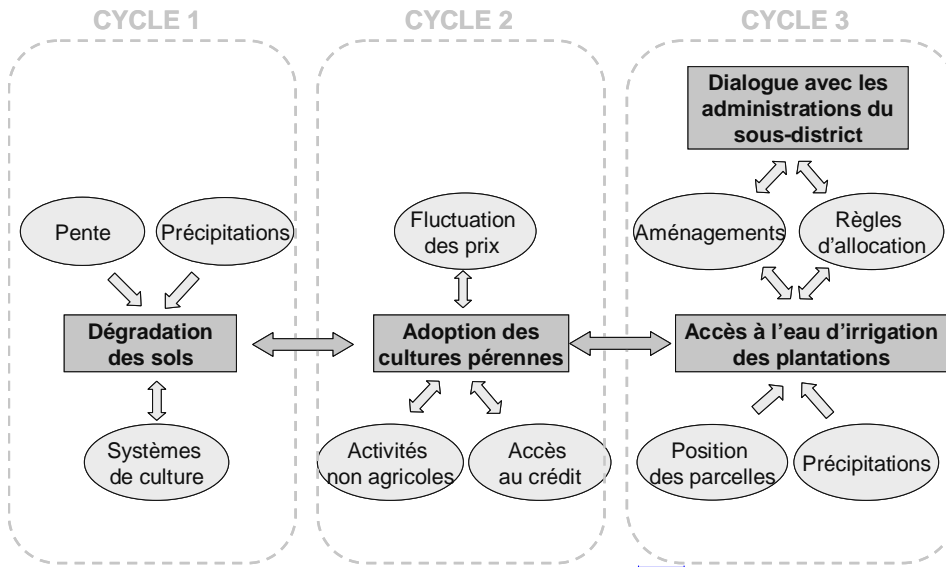 CYCLE 1
Pente
Précipitations
Dégradation
des sols
Systèmes
de culture
CYCLE 2
Fluctuation
des prix
Adoption des
cultures pérennes
Activités
non agricoles
Accès
au crédit
CYCLE 3
Dialogue avec les
administrations du
sous-district
Aménagements
Règles
d’allocation
Accès à l’eau d’irrigation
des plantations
Position
des parcelles
Précipitations